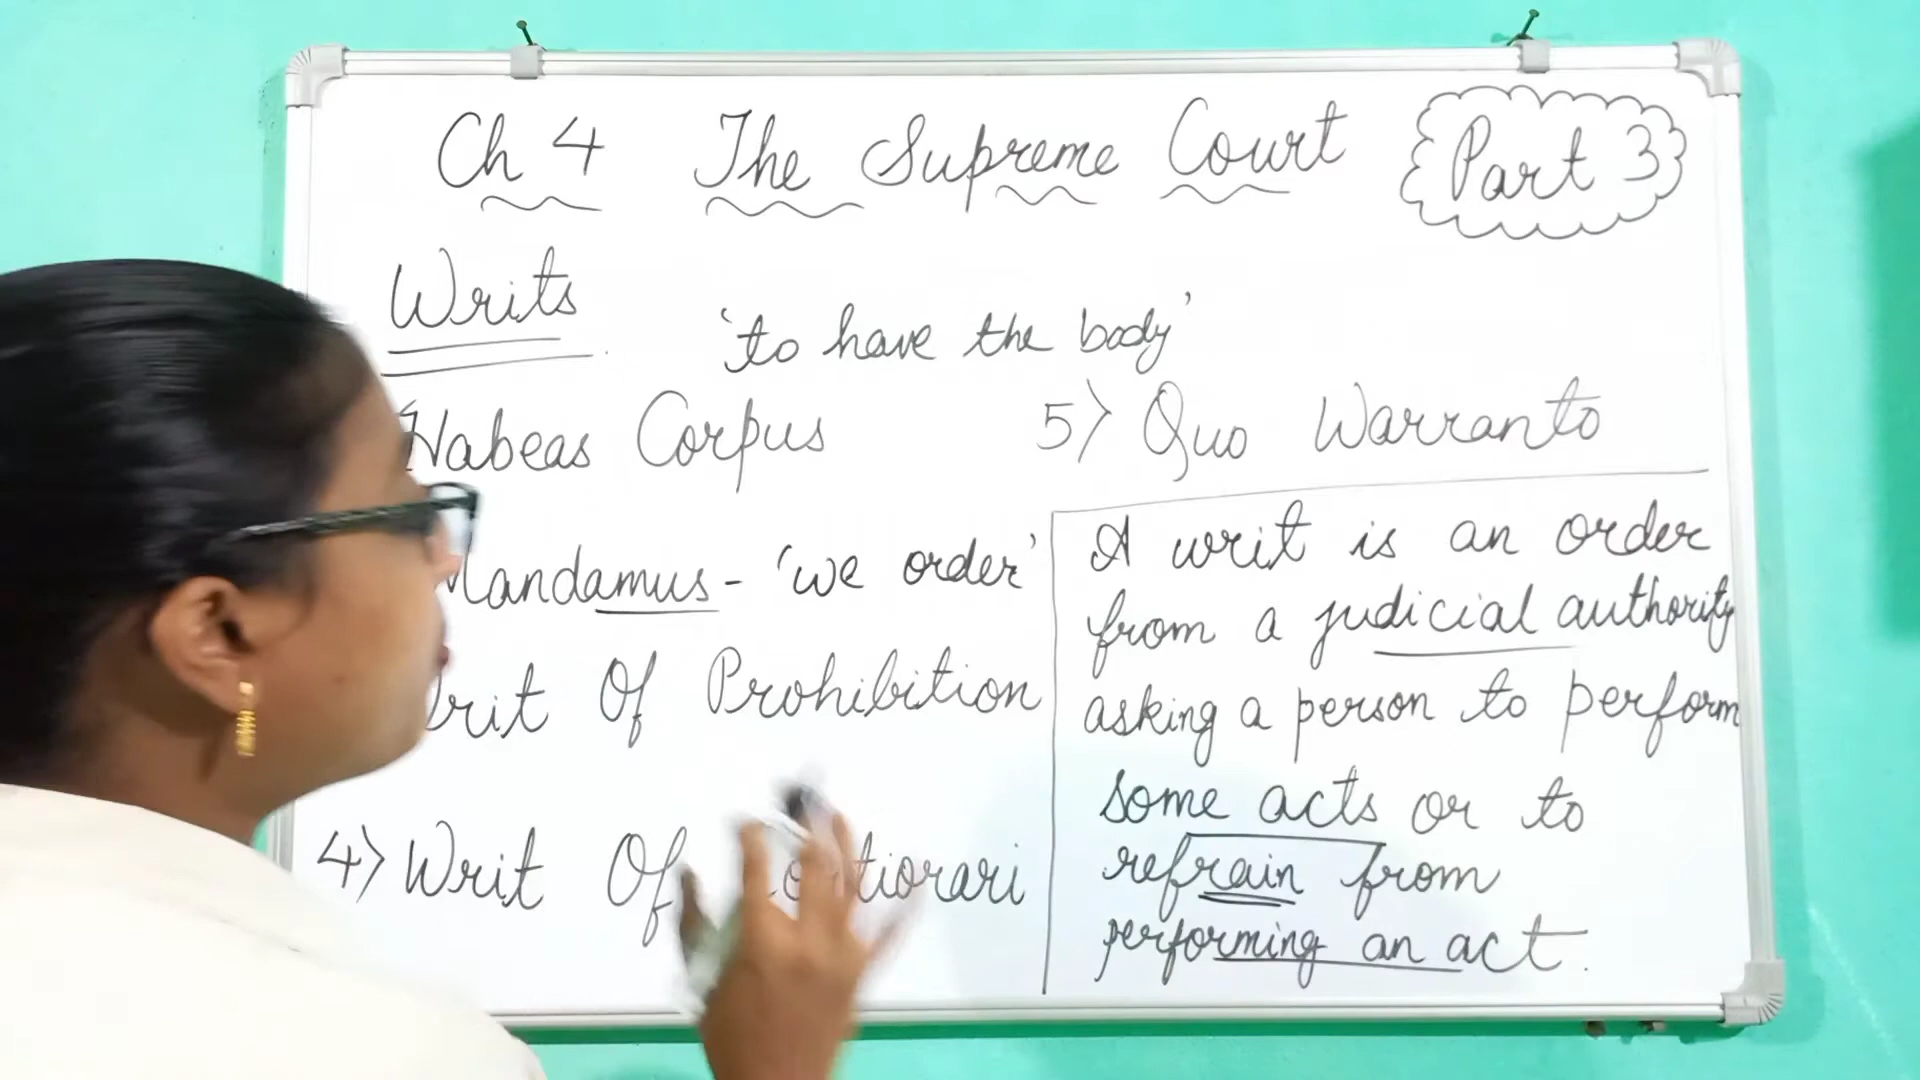 Ch 4 The Supreme Court Part 3
Writs
'to have the body'
Habeas Corpus
Mandamus - 'we order'
Of Prohibition
4) Writ Of
5) Quo Warranto
A writ is an order
from a judicial authority
asking a person to perform
some acts or to
refrain from
performing an act.